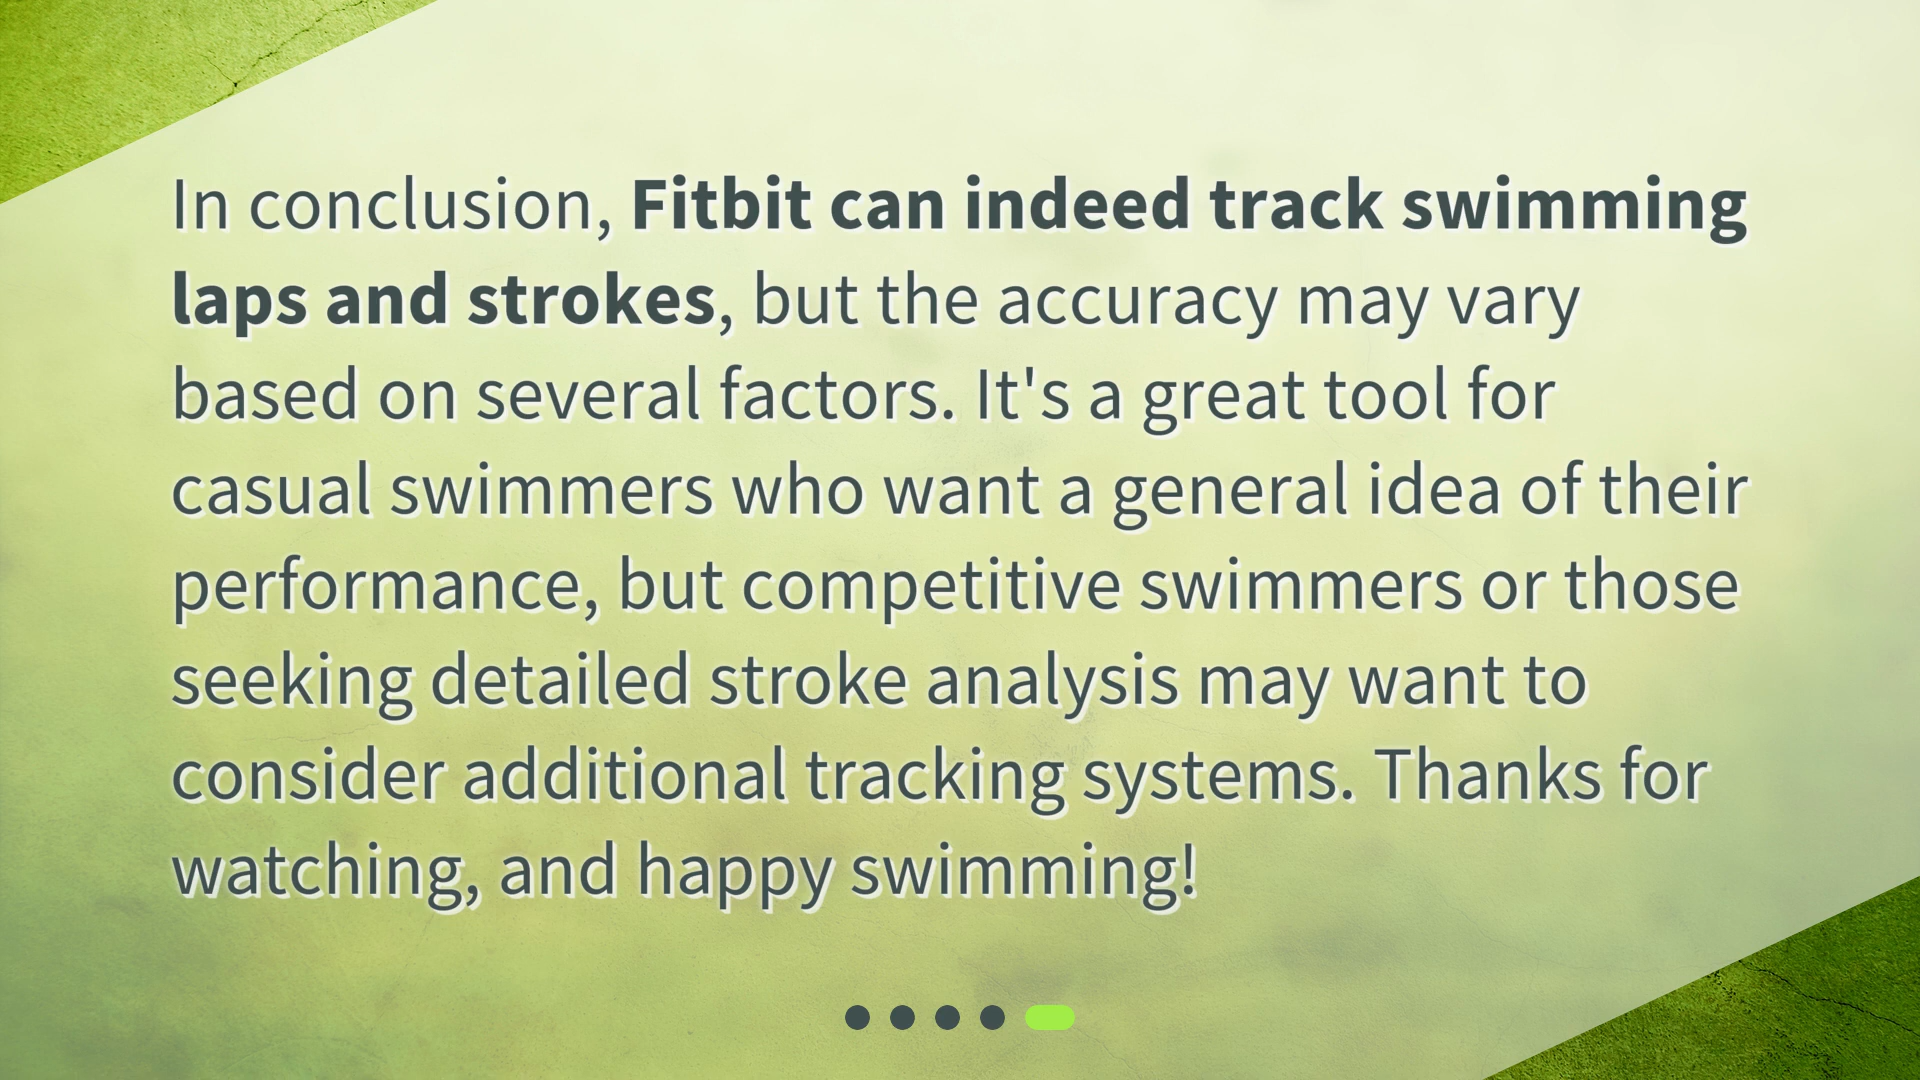 In conclusion, Fitbit can indeed track swimming
laps and strokes, but the accuracy may vary
based on several factors. It's a great tool for
casual swimmers who want a general idea of their
performance, but competitive swimmers or those
seeking detailed stroke analysis may want to
consider additional tracking systems. Thanks for
watching, and happy swimming!